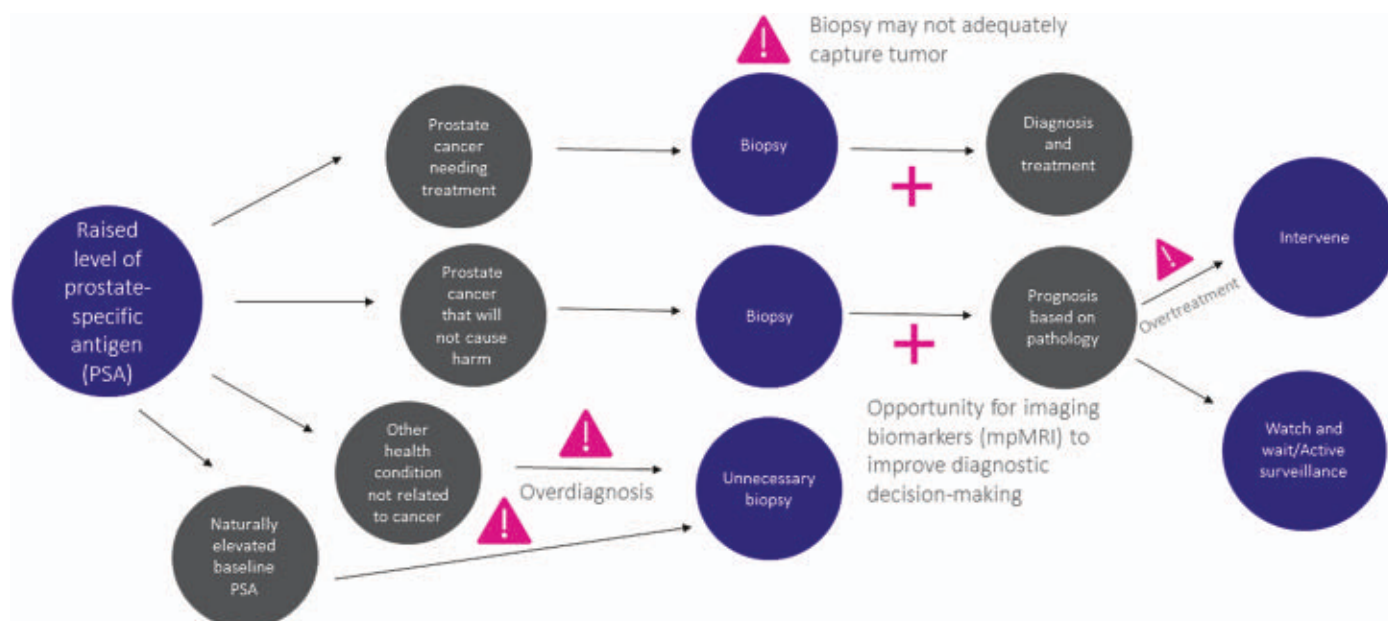 Biopsy may not adequately
capture tumor
Prostate
cancer
needing
treatment
Biopsy
Diagnosis
and
treatment
Raised
level of
prostate-
specific
antigen
(PSA)
Prostate
cancer
that will
not cause
harm
Biopsy
Prognosis
based on
pathology
Overtreatment
Intervene
Watch and
wait/Active
surveillance
Other
health
condition
not related
to cancer
Overdiagnosis
Unnecessary
biopsy
Opportunity for imaging
biomarkers (mpMRI) to
improve diagnostic
decision-making
Naturally
elevated
baseline
PSA